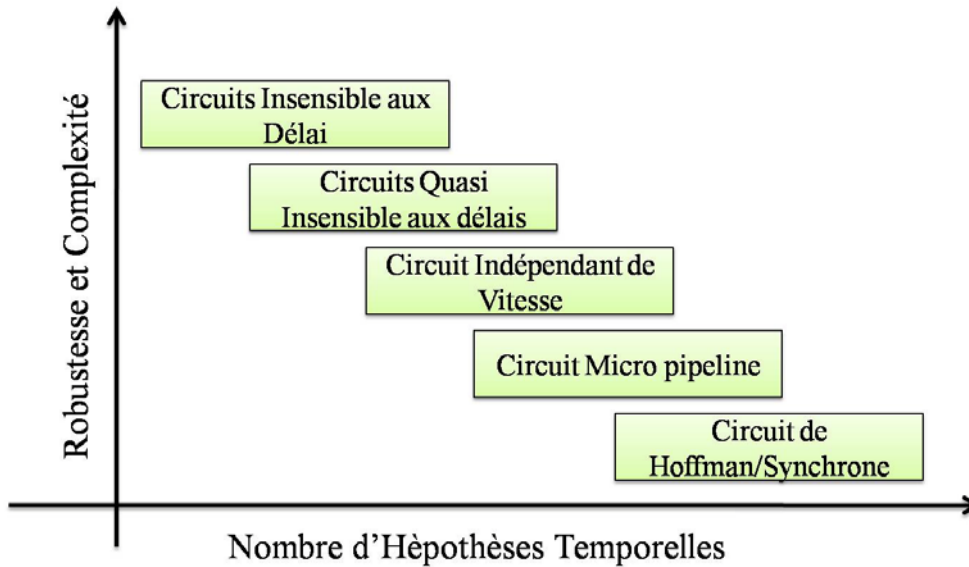 Robustesse et Complexité
Circuits Insensible aux
Délai
Circuits Quasi
Insensible aux délais
Circuit Indépendant de
Vitesse
Circuit Micro pipeline
Circuit de
Hoffman/Synchrone
Nombre d'Hèpothèses Temporelles